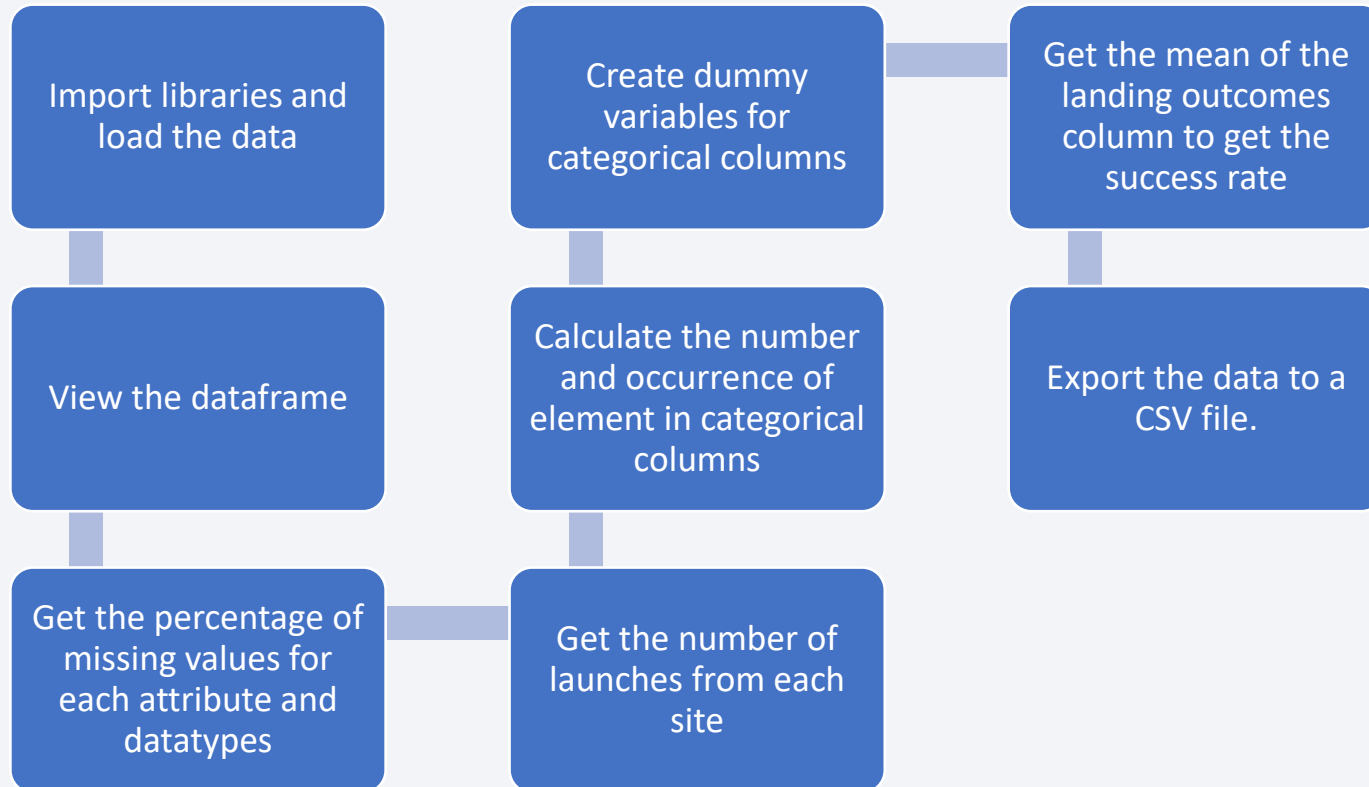 Import libraries and
load the data
View the dataframe
Get the percentage of
missing values for
each attribute and
datatypes
Get the number of
launches from each
site
Calculate the number
and occurrence of
element in categorical
columns
Create dummy
variables for
categorical columns
Get the mean of the
landing outcomes
column to get the
success rate
Export the data to a
CSV file.